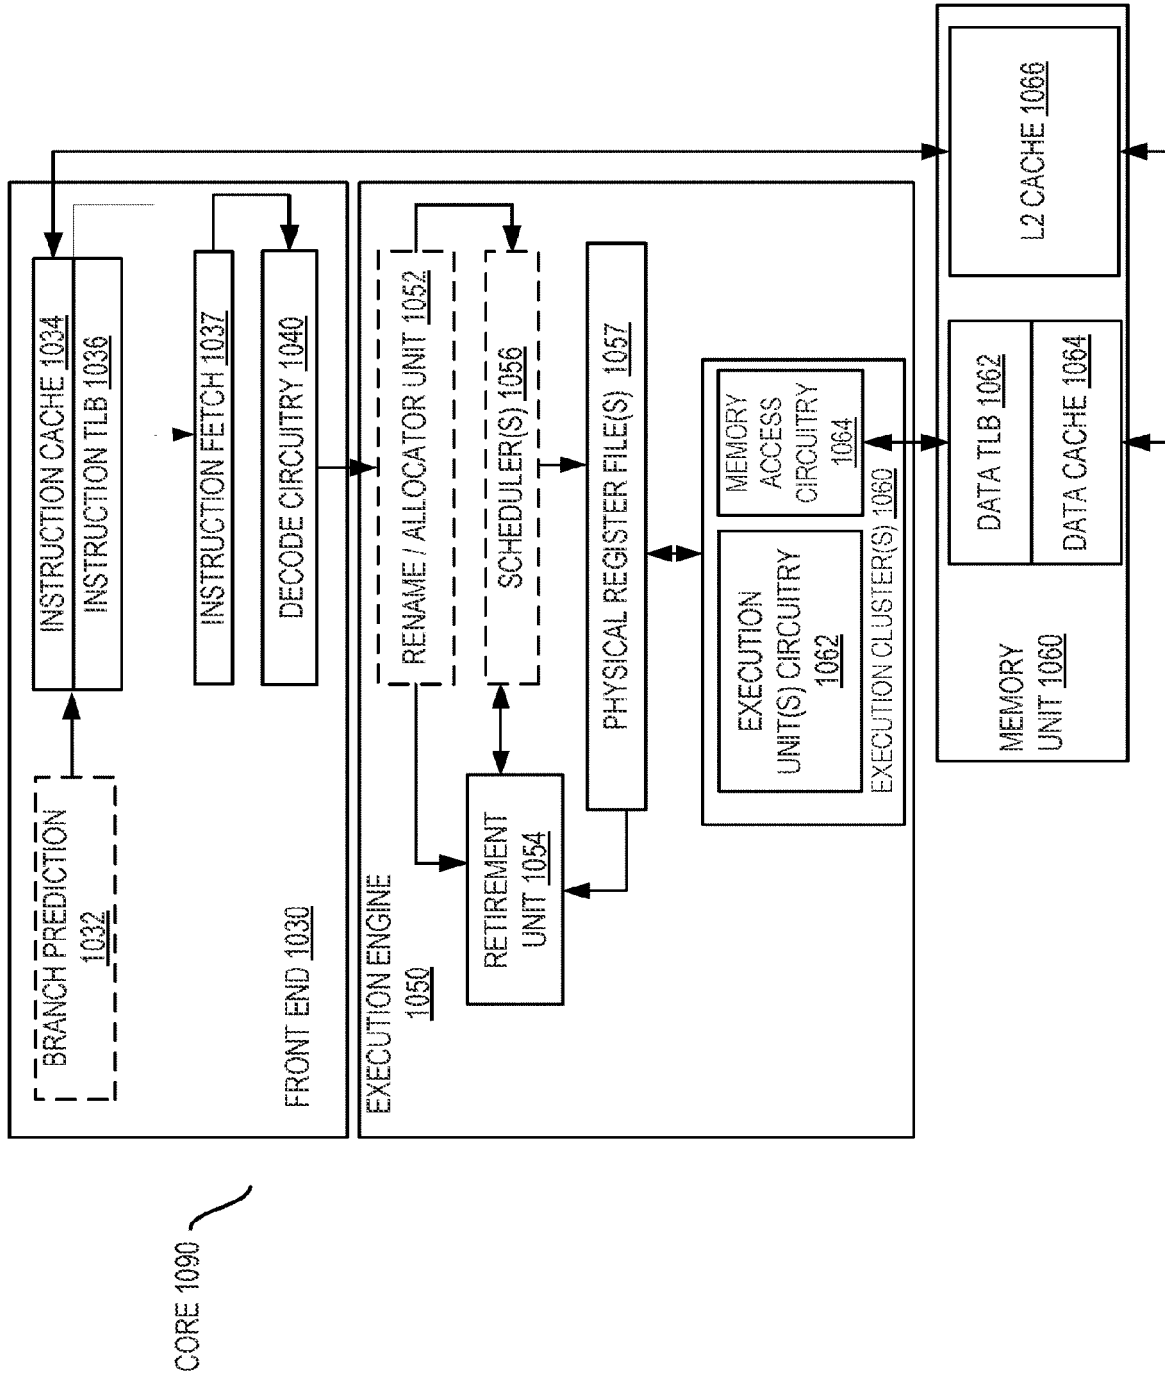 CORE 1090
BRANCH PREDICTION
1032
INSTRUCTION CACHE 1034
INSTRUCTION TLB 1036
INSTRUCTION FETCH 1037
DECODE CIRCUITRY 1040
FRONT END 1030
EXECUTION ENGINE
1050
RENAME / ALLOCATOR UNIT 1052
SCHEDULER(S) 1056
RETIREMENT
UNIT 1054
PHYSICAL REGISTER FILE(S) 1057
EXECUTION
UNIT(S) CIRCUITRY
1062
MEMORY
ACCESS
CIRCUITRY
1064
EXECUTION CLUSTER(S) 1060
MEMORY
UNIT 1060
DATA TLB 1062
DATA CACHE 1064
L2 CACHE 1066